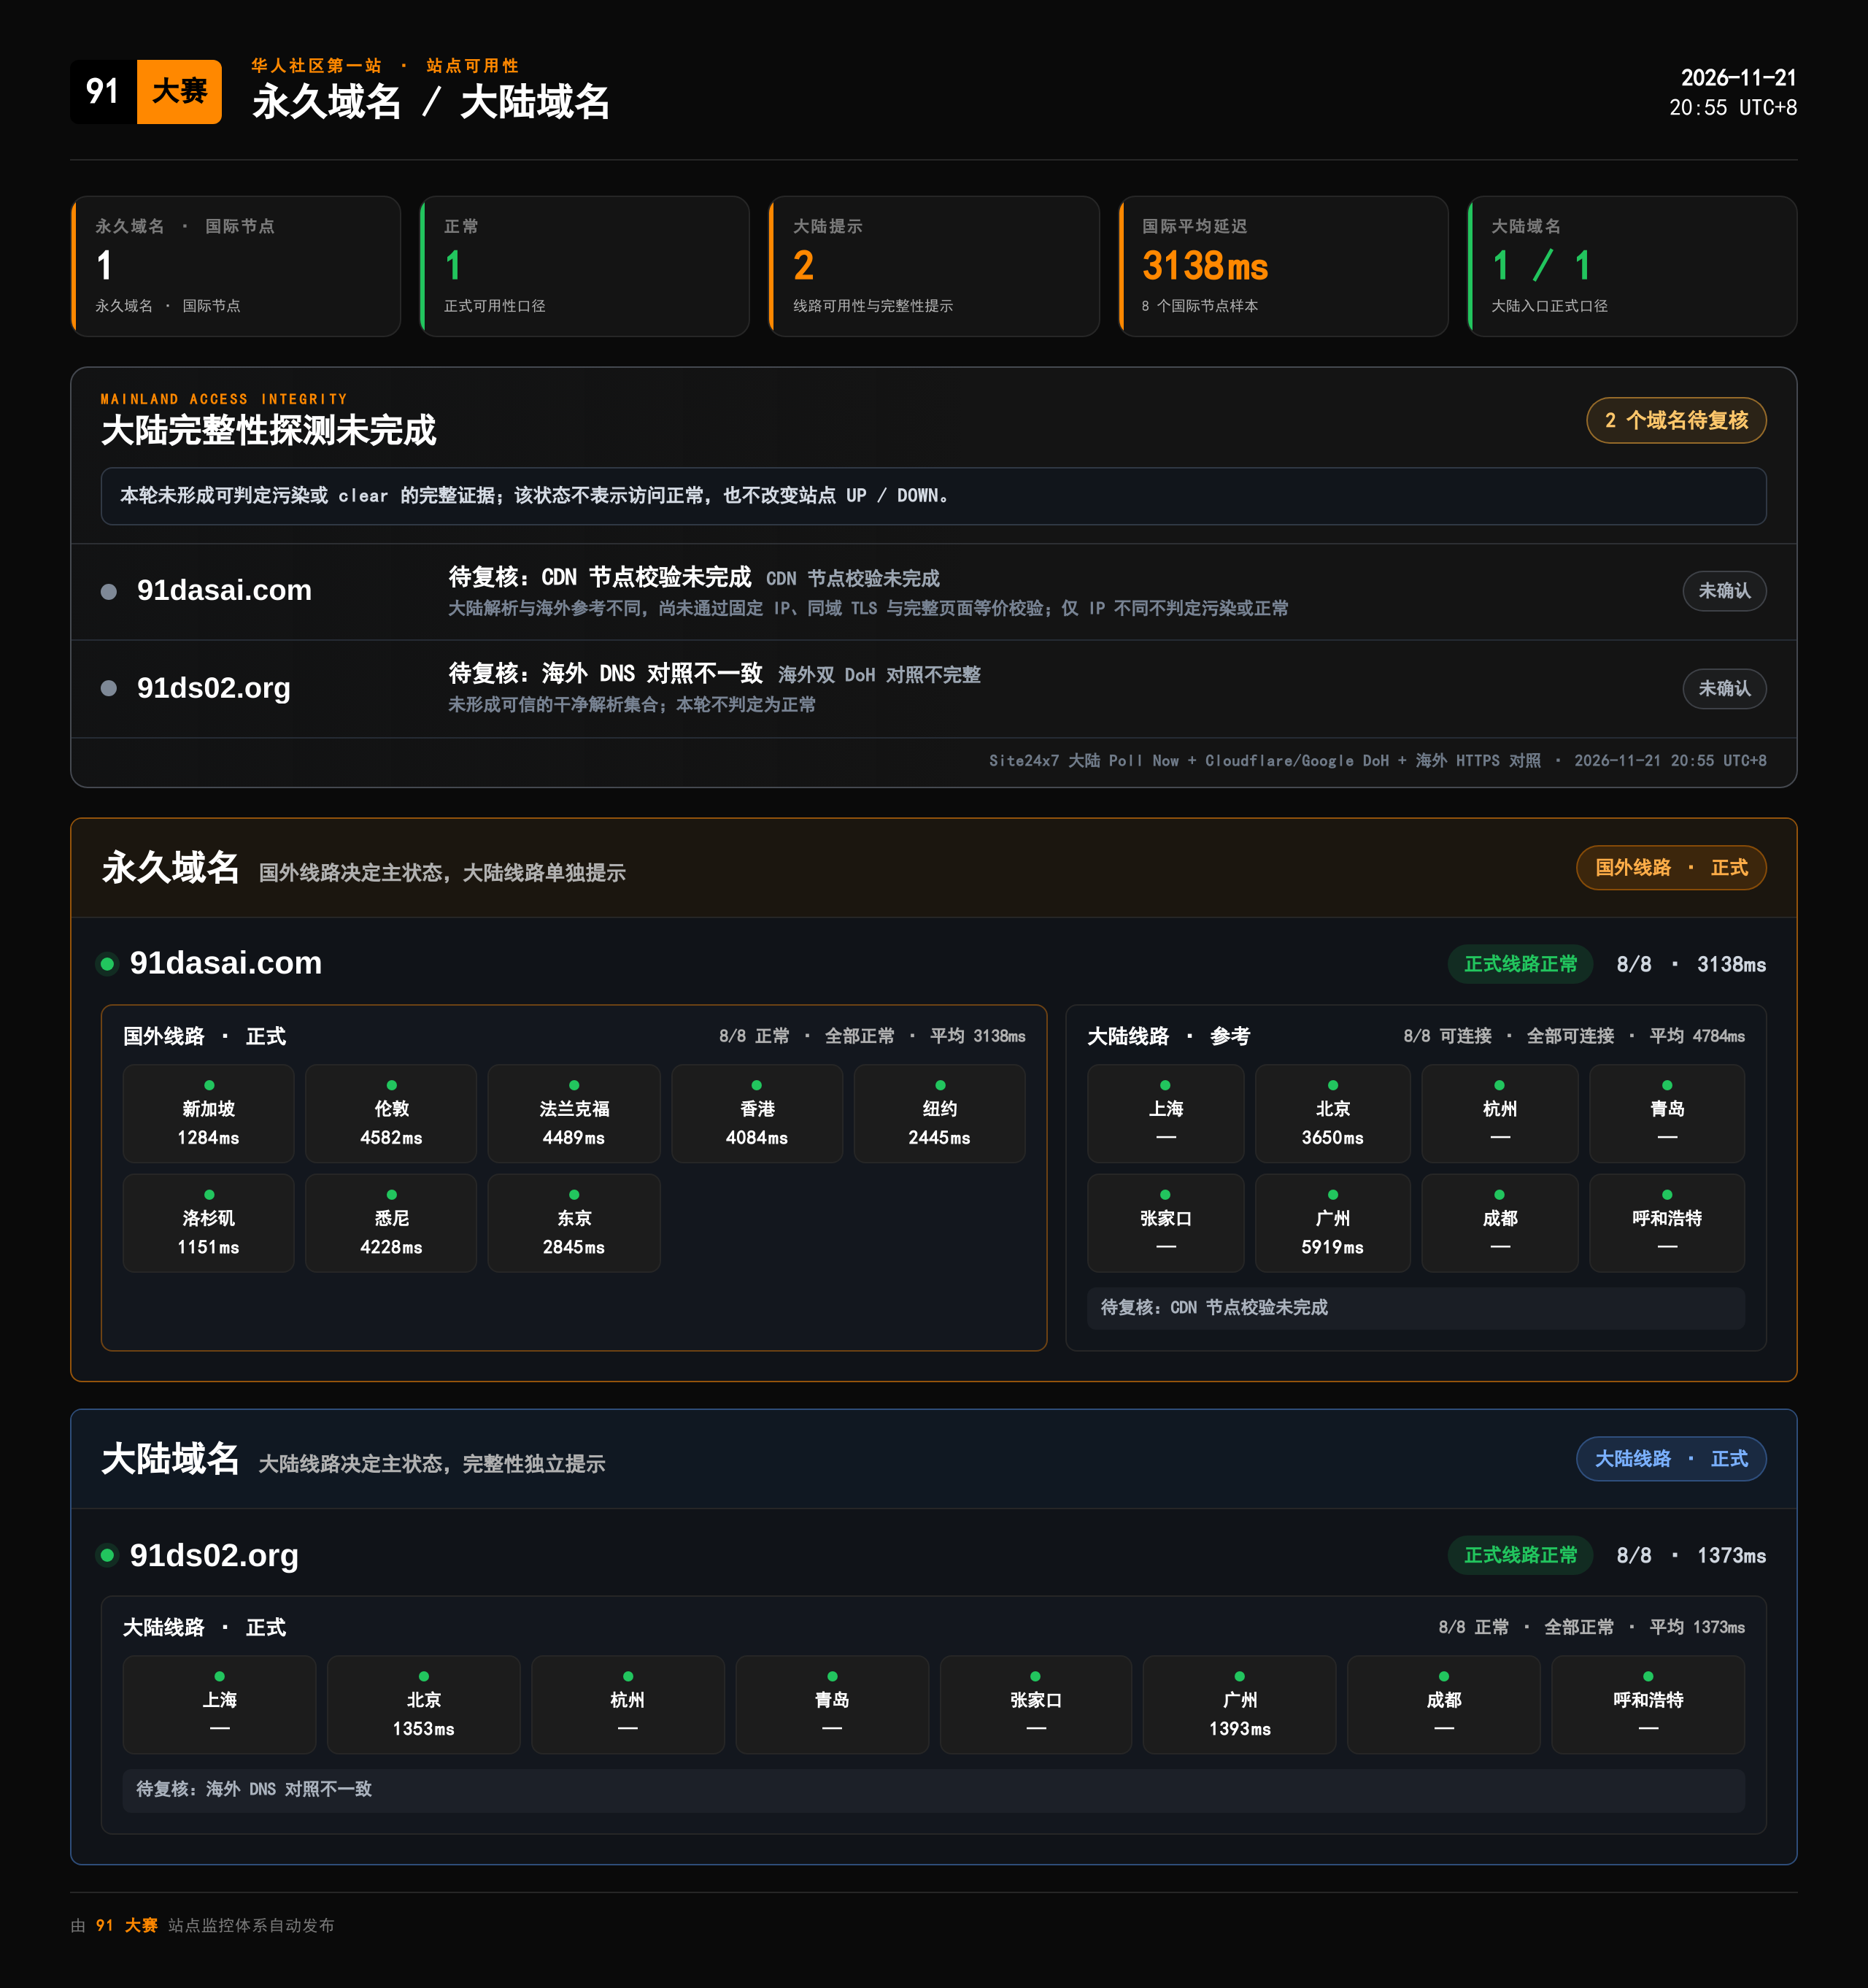 91 大赛
华人社区第一站 · 站点可用性
永久域名 / 大陆域名
2026-11-21
20:55 UTC+8
永久域名 · 国际节点
1
永久域名 · 国际节点
正常
1
正式可用性口径
大陆提示
2
线路可用性与完整性提示
国际平均延迟
3138ms
8 个国际节点样本
大陆域名
1 / 1
大陆入口正式口径
MAINLAND ACCESS INTEGRITY
大陆完整性探测未完成
2 个域名待复核
本轮未形成可判定污染或 clear 的完整证据；该状态不表示访问正常，也不改变站点 UP / DOWN。
91dasai.com
待复核：CDN 节点校验未完成 CDN 节点校验未完成
大陆解析与海外参考不同，尚未通过固定 IP、同域 TLS 与完整页面等价校验；仅 IP 不同不判定污染或正常
未确认
91ds02.org
待复核：海外 DNS 对照不一致 海外双 DoH 对照不完整
未形成可信的干净解析集合；本轮不判定为正常
未确认
Site24x7 大陆 Poll Now + Cloudflare/Google DoH + 海外 HTTPS 对照 · 2026-11-21 20:55 UTC+8
永久域名 国外线路决定主状态，大陆线路单独提示
国外线路 · 正式
91dasai.com
正式线路正常 8/8 · 3138ms
国外线路 · 正式
8/8 正常 · 全部正常 · 平均 3138ms
新加坡
1284ms
伦敦
4582ms
法兰克福
4489ms
香港
4084ms
纽约
2445ms
洛杉矶
1151ms
悉尼
4228ms
东京
2845ms
大陆线路 · 参考
8/8 可连接 · 全部可连接 · 平均 4784ms
上海
—
北京
3650ms
杭州
—
青岛
—
张家口
—
广州
5919ms
成都
—
呼和浩特
—
待复核：CDN 节点校验未完成
大陆域名 大陆线路决定主状态，完整性独立提示
大陆线路 · 正式
91ds02.org
正式线路正常 8/8 · 1373ms
大陆线路 · 正式
8/8 正常 · 全部正常 · 平均 1373ms
上海
—
北京
1353ms
杭州
—
青岛
—
张家口
—
广州
1393ms
成都
—
呼和浩特
—
待复核：海外 DNS 对照不一致
由 91 大赛 站点监控体系自动发布